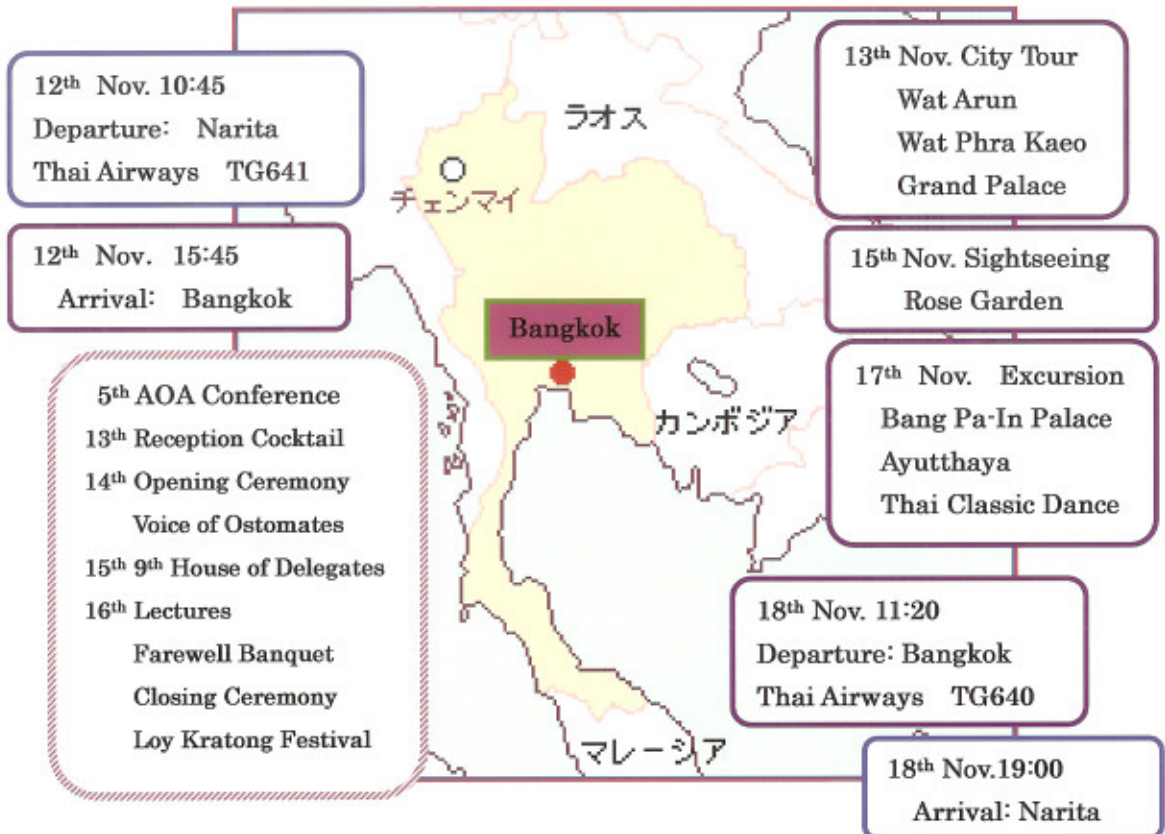 12th Nov. 10:45
Departure: Narita
Thai Airways TG641
12th Nov. 15:45
Arrival: Bangkok
5th AOA Conference
13th Reception Cocktail
14th Opening Ceremony
Voice of Ostomates
15th 9th House of Delegates
16th Lectures
Farewell Banquet
Closing Ceremony
Loy Kratong Festival
ラオス
チェンマイ
Bangkok
カンボジア
マレーシア
13th Nov. City Tour
Wat Arun
Wat Phra Kaeo
Grand Palace
15th Nov. Sightseeing
Rose Garden
17th Nov. Excursion
Bang Pa-In Palace
Ayutthaya
Thai Classic Dance
18th Nov. 11:20
Departure: Bangkok
Thai Airways TG640
18th Nov.19:00
Arrival: Narita